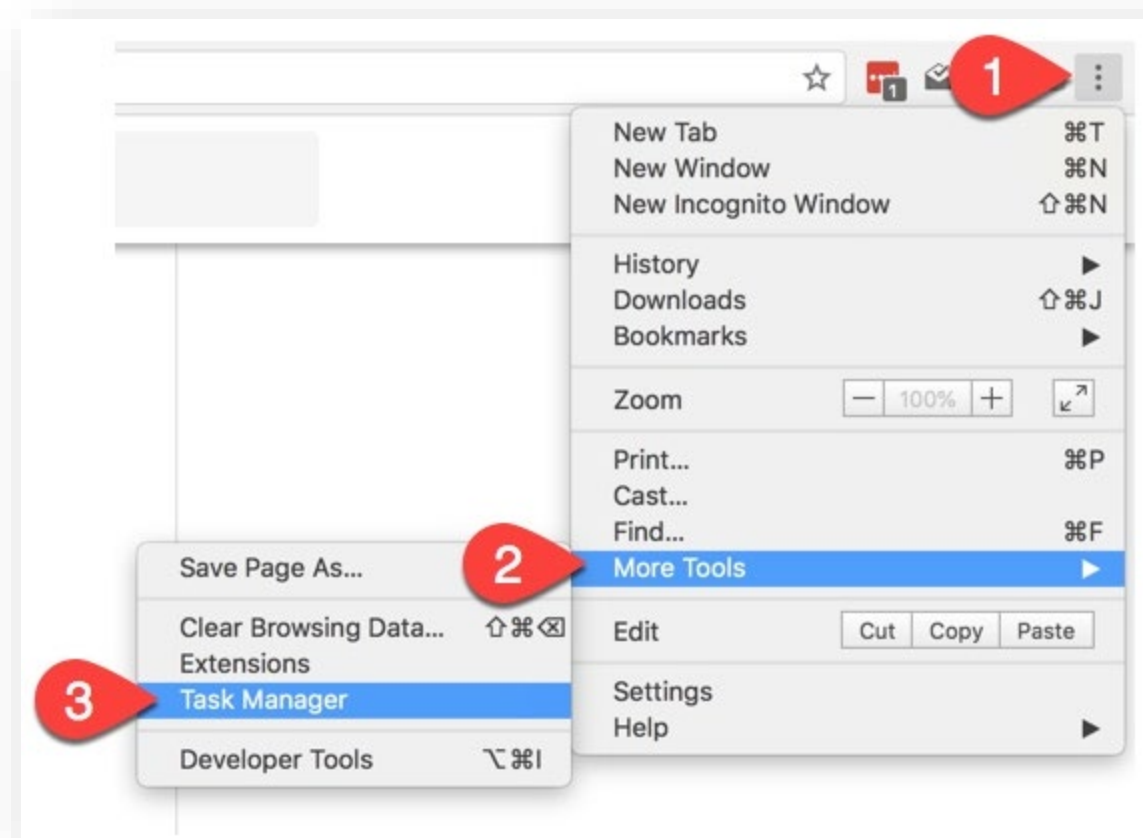 1
1
New Tab ⌘T
New Window ⌘N
New Incognito Window ⇧⌘N
History ▶
Downloads ⇧⌘J
Bookmarks ▶
Zoom — 100% +
Print... ⌘P
Cast...
Find... ⌘F
2 More Tools ▶
Edit Cut Copy Paste
Settings
Help ▶
Save Page As...
Clear Browsing Data... ⇧⌘⌫
Extensions
3 Task Manager
Developer Tools ⌥⌘I